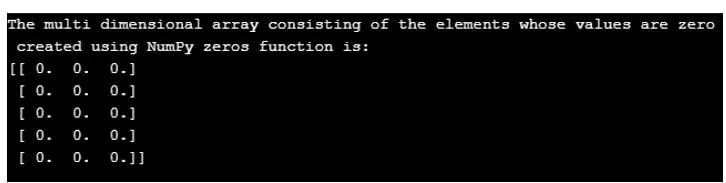 The multi dimensional array consisting of the elements whose values are zero
created using NumPy zeros function is:
[[ 0.  0.  0.]
 [ 0.  0.  0.]
 [ 0.  0.  0.]
 [ 0.  0.  0.]
 [ 0.  0.  0.]]